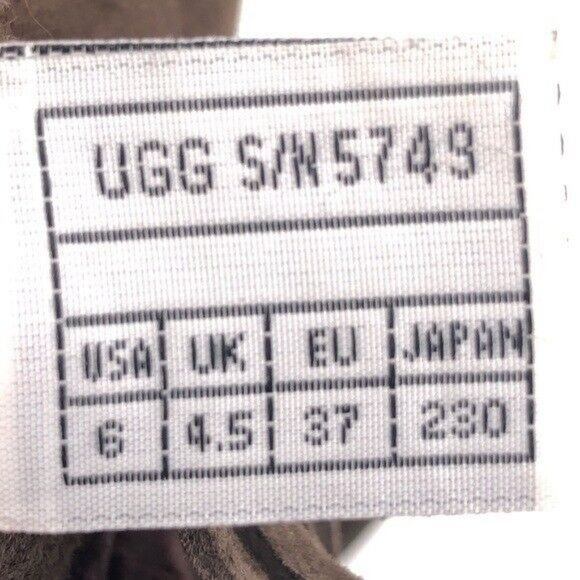 UGG S/N 5749
USA UK EU JAPAN
6 4.5 37 230